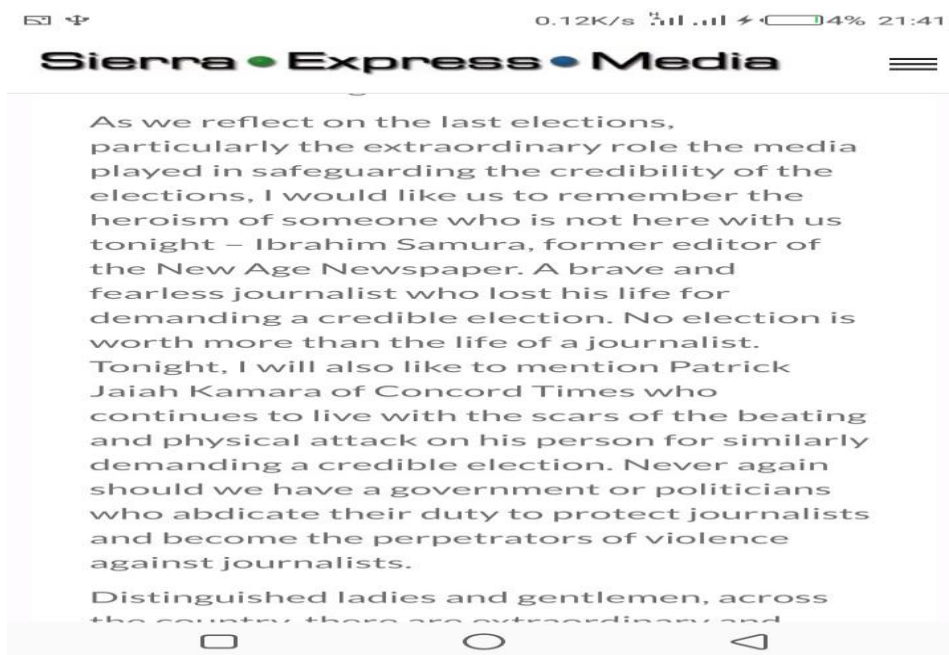 0.12K/s 4% 21:41
Sierra Express Media
As we reflect on the last elections,
particularly the extraordinary role the media
played in safeguarding the credibility of the
elections, I would like us to remember the
heroism of someone who is not here with us
tonight – Ibrahim Samura, former editor of
the New Age Newspaper. A brave and
fearless journalist who lost his life for
demanding a credible election. No election is
worth more than the life of a journalist.
Tonight, I will also like to mention Patrick
Jaiah Kamara of Concord Times who
continues to live with the scars of the beating
and physical attack on his person for similarly
demanding a credible election. Never again
should we have a government or politicians
who abdicate their duty to protect journalists
and become the perpetrators of violence
against journalists.
Distinguished ladies and gentlemen, across
the country, there are extraordinary and